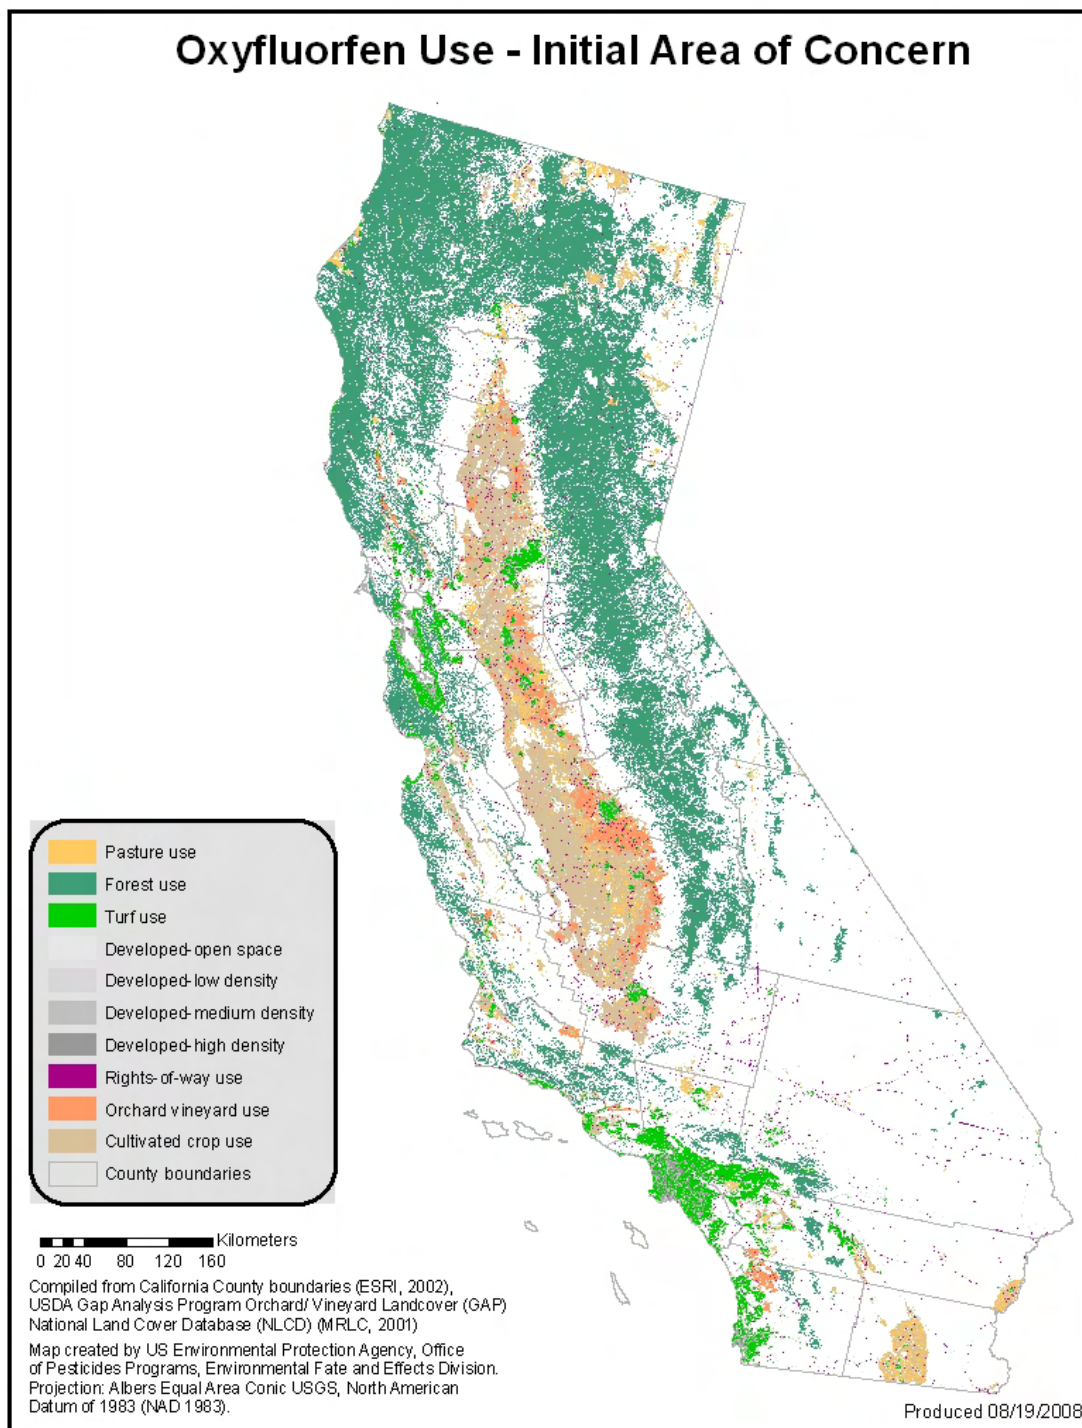 Oxyfluorfen Use - Initial Area of Concern
Pasture use
Forest use
Turf use
Developed-open space
Developed-low density
Developed-medium density
Developed-high density
Rights-of-way use
Orchard vineyard use
Cultivated crop use
County boundaries
Kilometers
0 20 40 80 120 160
Compiled from California County boundaries (ESRI, 2002),
USDA Gap Analysis Program Orchard/ Vineyard Landcover (GAP)
National Land Cover Database (NLCD) (MRLC, 2001)
Map created by US Environmental Protection Agency, Office
of Pesticides Programs, Environmental Fate and Effects Division.
Projection: Albers Equal Area Conic USGS, North American
Datum of 1983 (NAD 1983).
Produced 08/19/2008